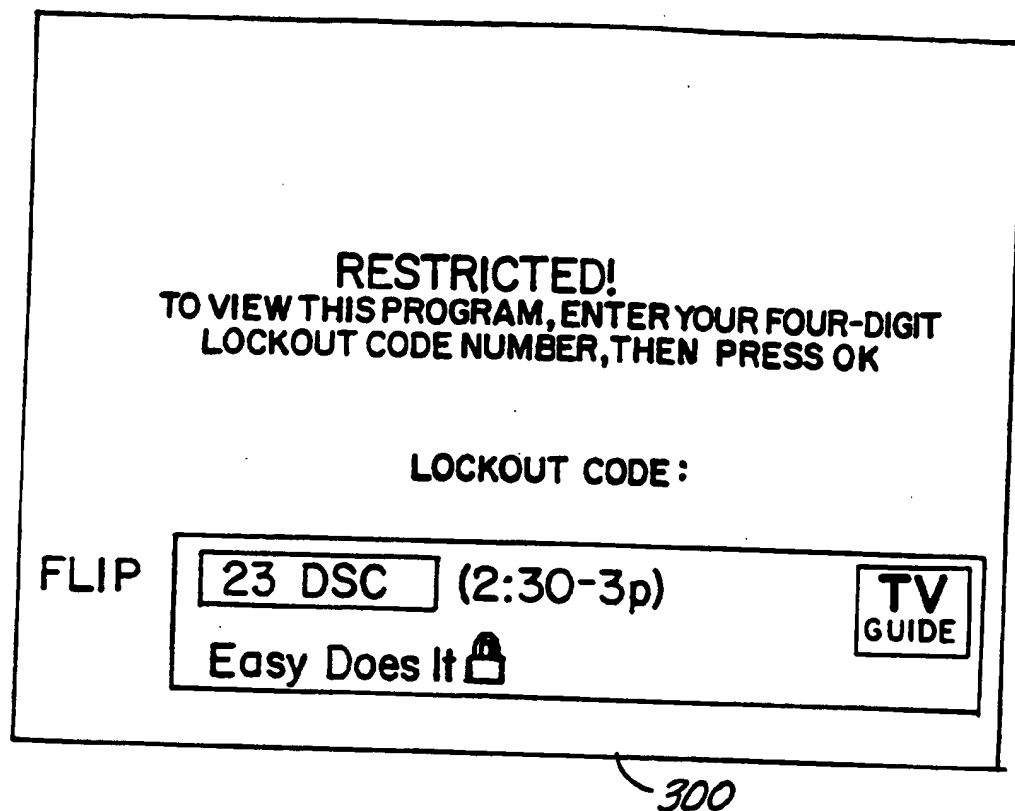 RESTRICTED!
TO VIEW THIS PROGRAM, ENTER YOUR FOUR-DIGIT
LOCKOUT CODE NUMBER, THEN PRESS OK
LOCKOUT CODE:
FLIP
23 DSC (2:30-3p)
Easy Does It
TV
GUIDE
300